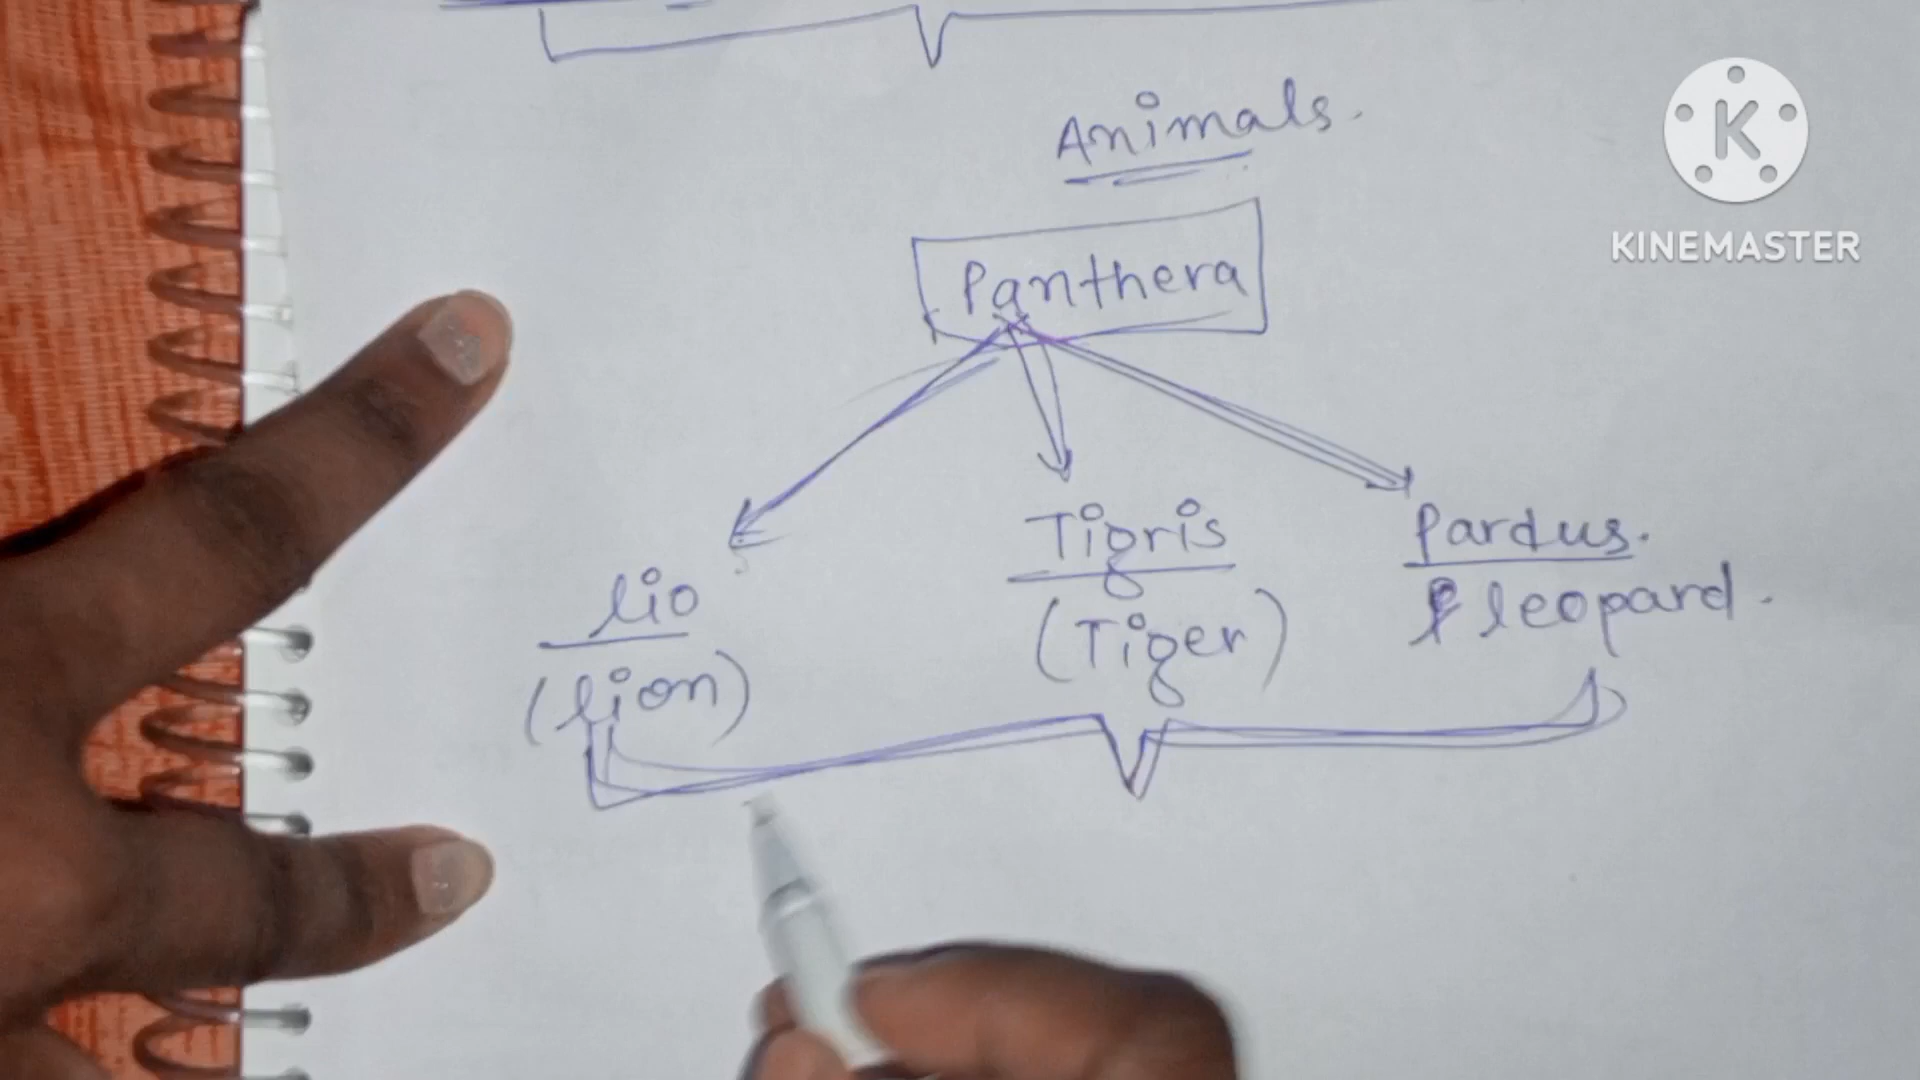 Animals.
KINEMASTER
Panthera
lio
(lion)
Tigris
(Tiger)
Pardus.
leopard.